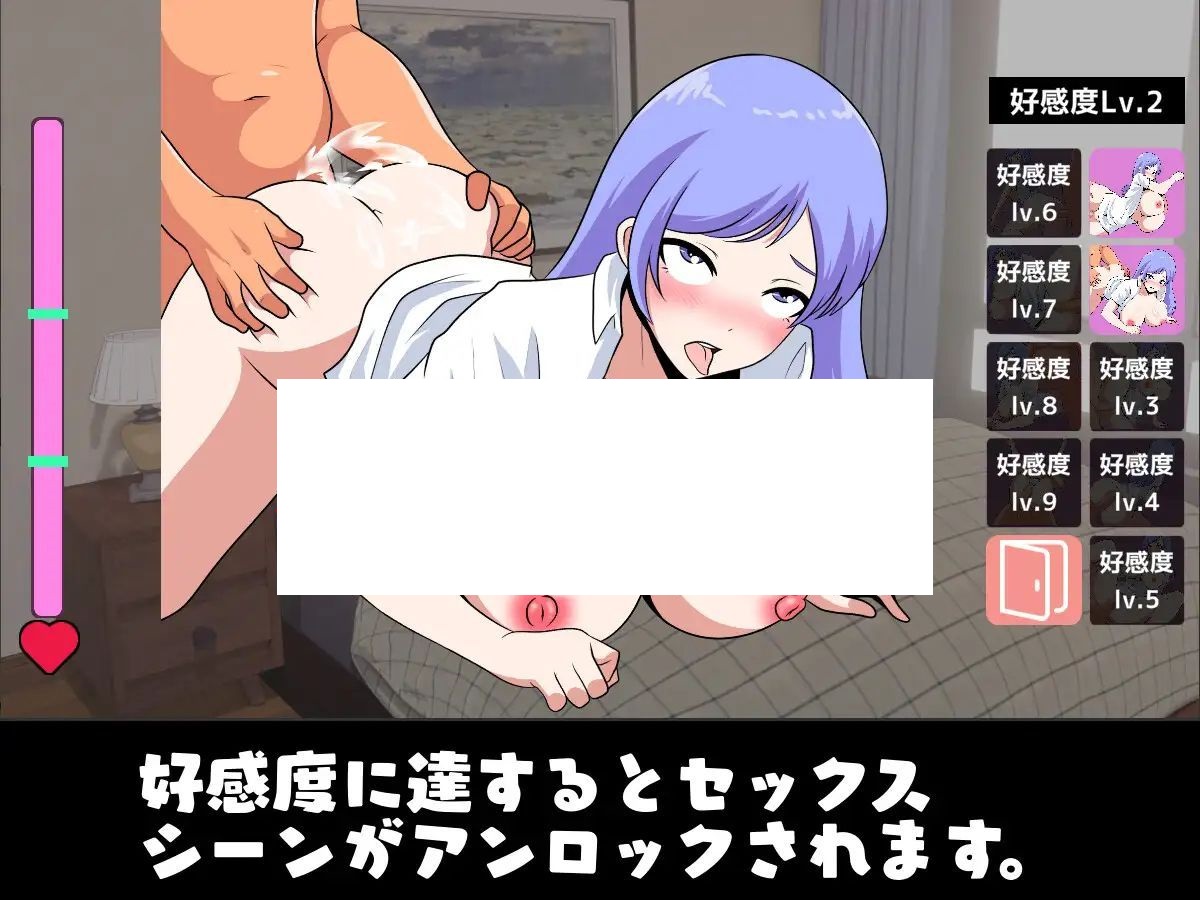 好感度Lv.2
好感度
lv.6
好感度
lv.7
好感度
lv.8
好感度
lv.3
好感度
lv.9
好感度
lv.4
好感度
lv.5
好感度に達するとセックス
シーンがアンロックされます。